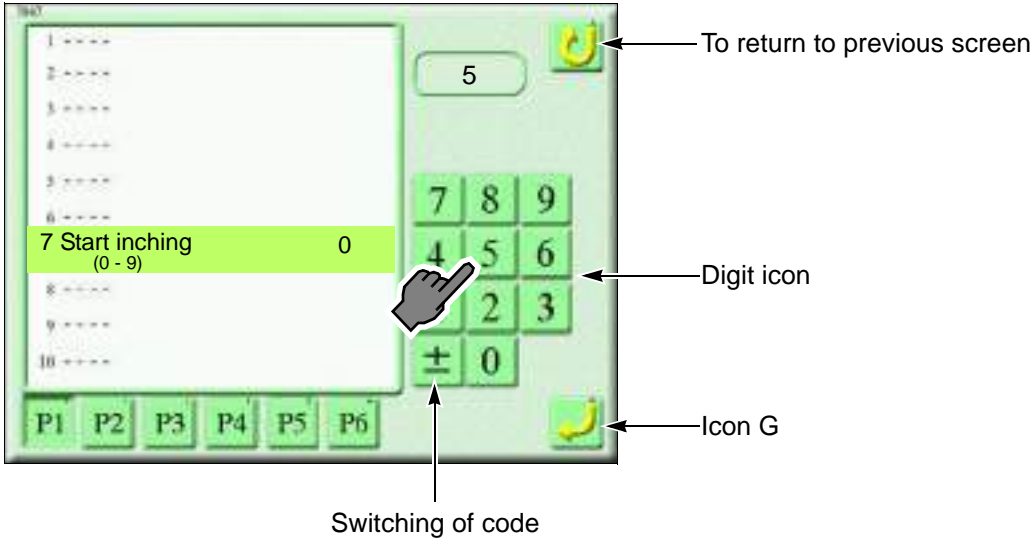 1 ----
2 ----
3 ----
4 ----
5 ----
6 ----
7 Start inching 0
(0 - 9)
8 ----
9 ----
10 ----
5
7 8 9
4 5 6
2 3
± 0
P1 P2 P3 P4 P5 P6
To return to previous screen
Digit icon
Icon G
Switching of code